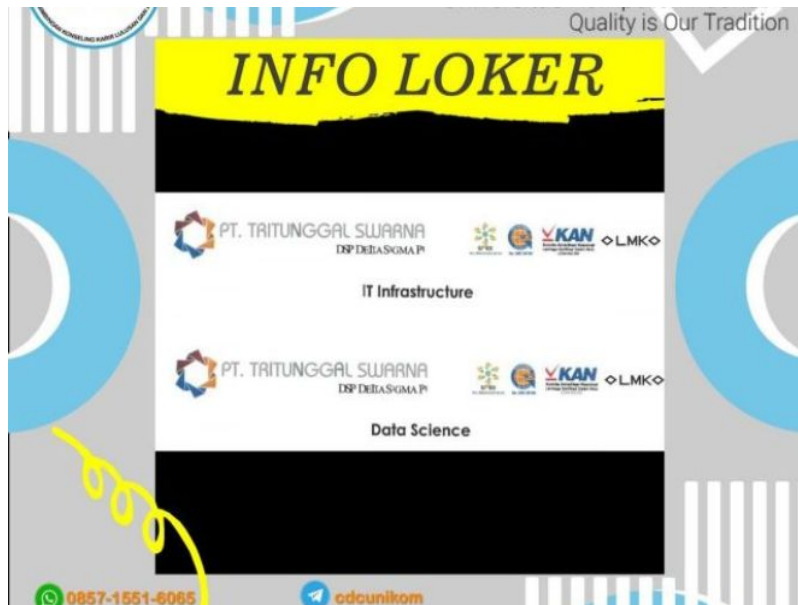 Quality is Our Tradition
INFO LOKER
PT. TRITUNGGAL SWARNA
DSP DELTA SIGMA PI
KAN
LMK
IT Infrastructure
PT. TRITUNGGAL SWARNA
DSP DELTA SIGMA PI
KAN
LMK
Data Science
0857-1551-6065
cdcunikom